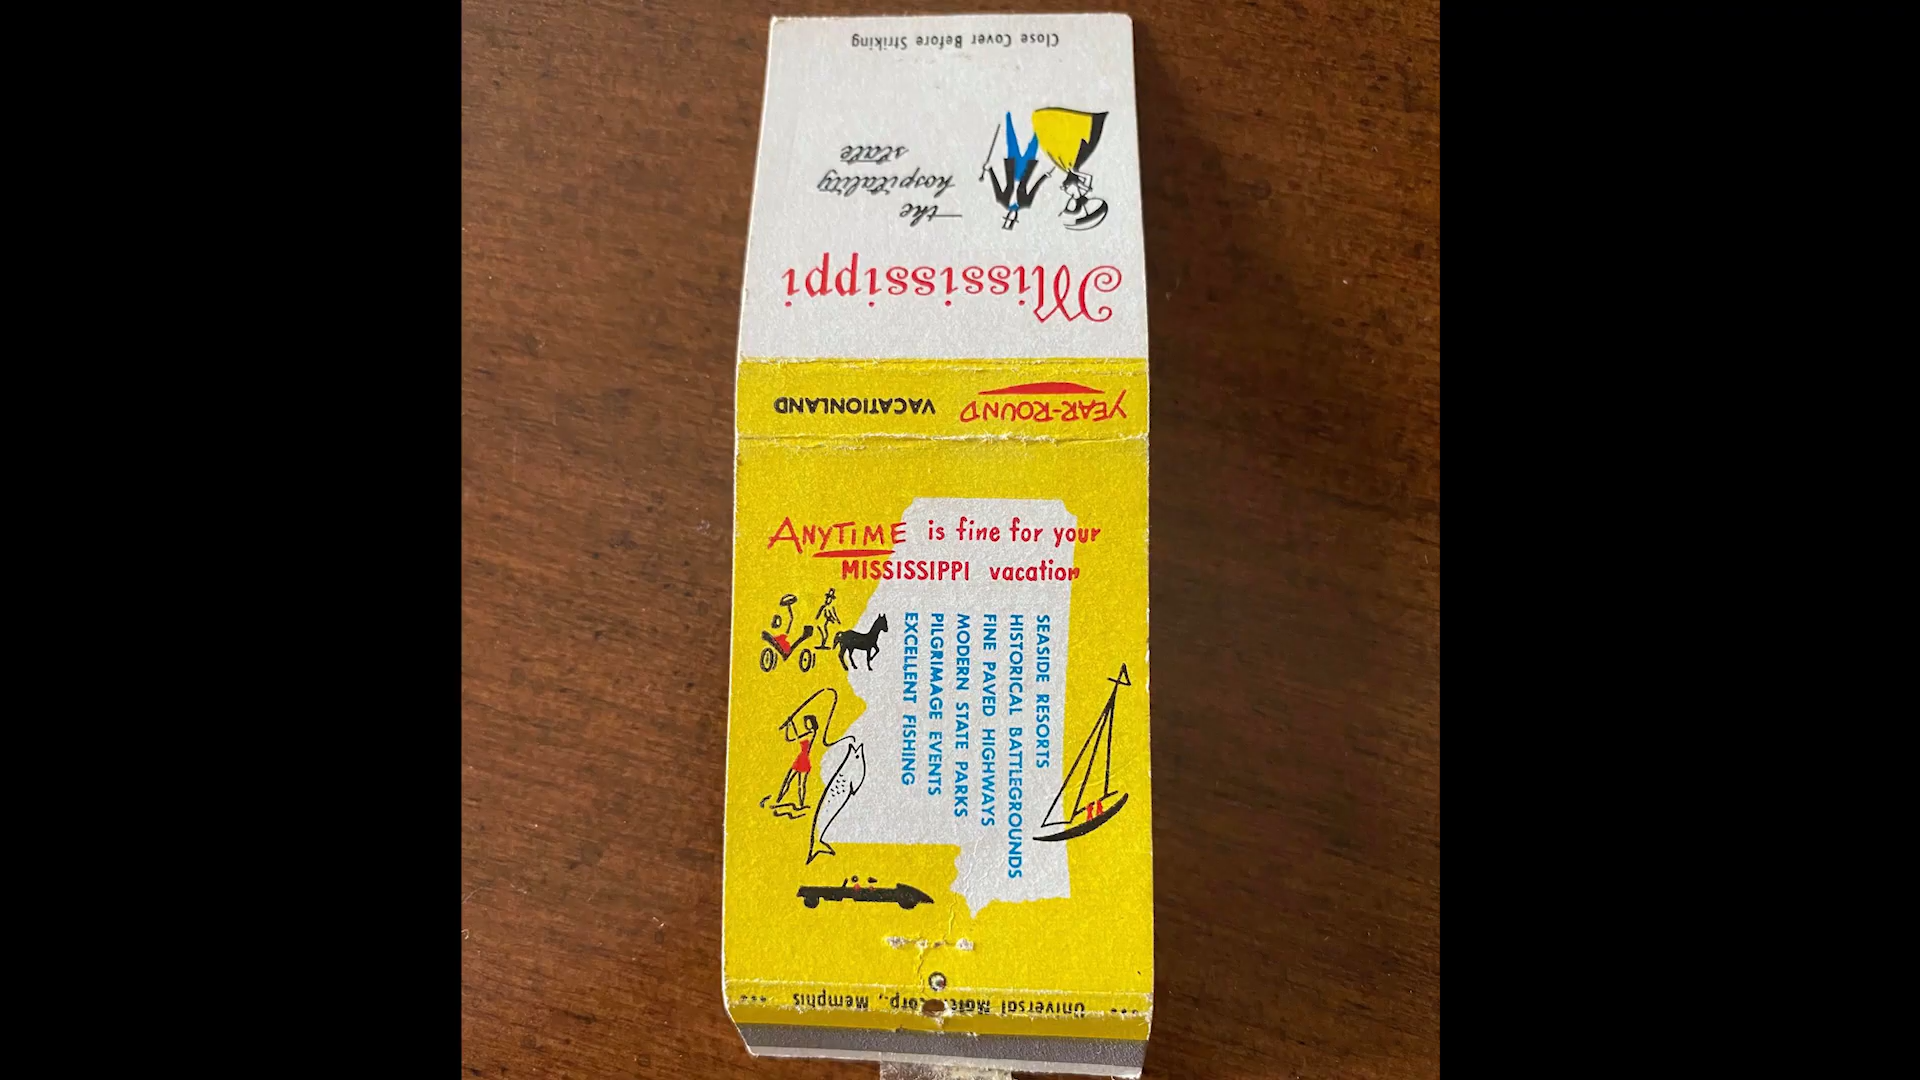 Close Cover Before Striking
Mississippi
the
hospitality
state
YEAR-ROUND VACATIONLAND
ANYTIME is fine for your
MISSISSIPPI vacation
SEASIDE RESORTS
HISTORICAL BATTLEGROUNDS
FINE PAVED HIGHWAYS
MODERN STATE PARKS
PILGRIMAGE EVENTS
EXCELLENT FISHING
Universal Corp., Memphis